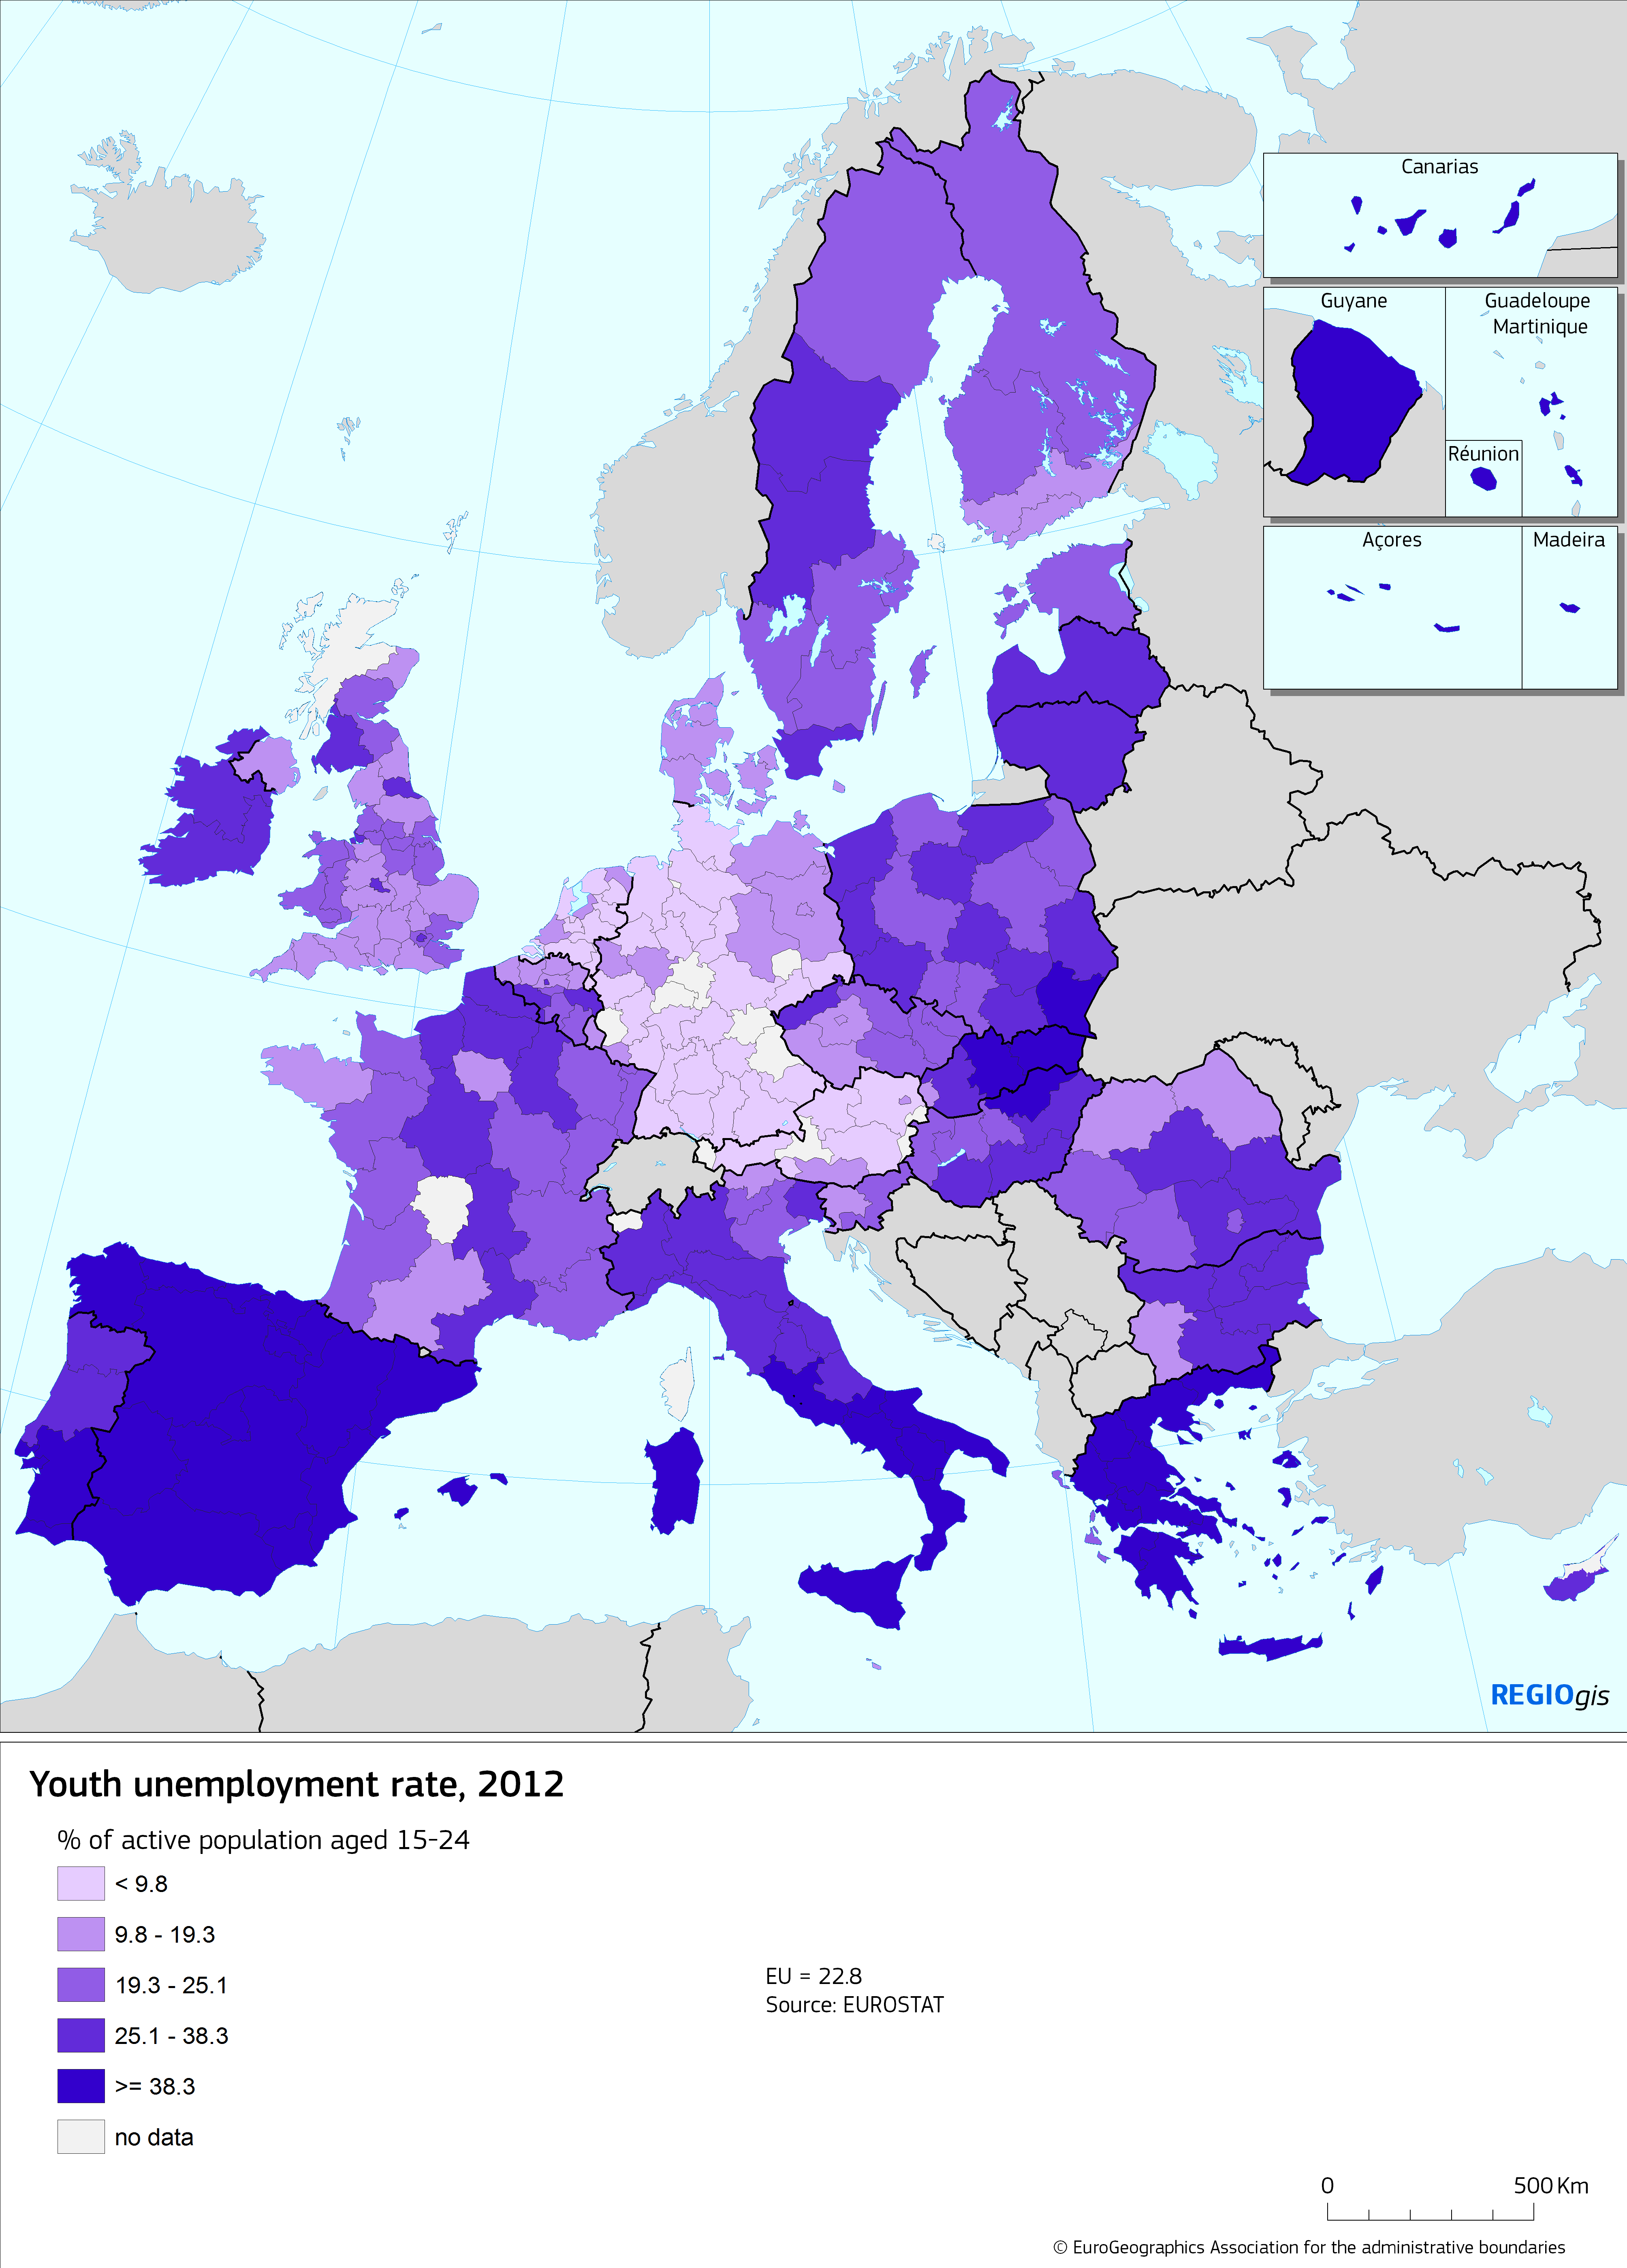 Canarias
Guyane
Guadeloupe
Martinique
Réunion
Açores
Madeira
REGIOgis
Youth unemployment rate, 2012
% of active population aged 15-24
< 9.8
9.8 - 19.3
19.3 - 25.1
25.1 - 38.3
>= 38.3
no data
EU = 22.8
Source: EUROSTAT
0 500 Km
© EuroGeographics Association for the administrative boundaries